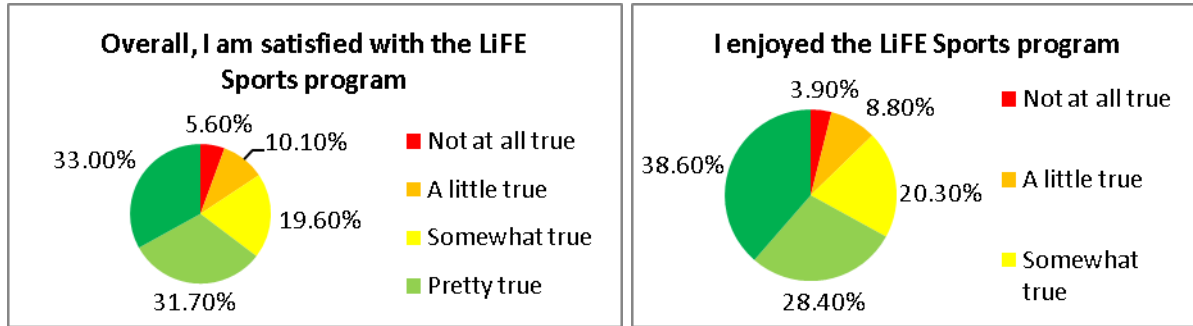 Overall, I am satisfied with the LiFE
Sports program
5.60%
10.10%
33.00%
19.60%
31.70%
Not at all true
A little true
Somewhat true
Pretty true
I enjoyed the LiFE Sports program
3.90%
8.80%
38.60%
20.30%
28.40%
Not at all true
A little true
Somewhat
true